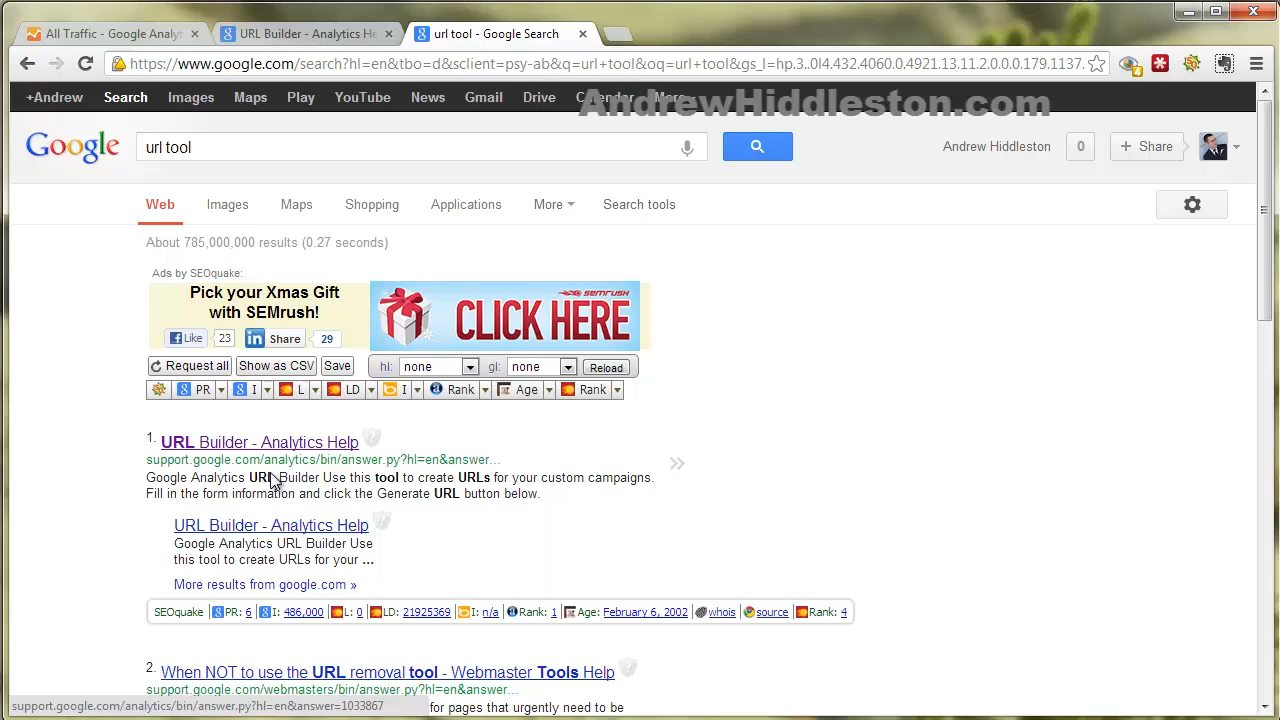 All Traffic - Google Analyt
URL Builder - Analytics He
url tool - Google Search
https://www.google.com/search?hl=en&tbo=d&sclient=psy-ab&q=url+tool&oq=url+tool&gs_l=hp.3..0l4.432.4060.0.4921.13.11.2.0.0.0.179.1137.
4
+Andrew Search Images Maps Play YouTube News Gmail Drive Calendar More
AndrewHiddleston.com
Google
url tool
Andrew Hiddleston
0
+ Share
Web Images Maps Shopping Applications More Search tools
About 785,000,000 results (0.27 seconds)
Ads by SEOquake:
Pick your Xmas Gift
with SEMrush!
Like 23 in Share 29
semrush
CLICK HERE
Request all Show as CSV Save hl: none gl: none Reload
PR I L LD I Rank Age Rank
1. URL Builder - Analytics Help
support.google.com/analytics/bin/answer.py?hl=en&answer...
Google Analytics URL Builder Use this tool to create URLs for your custom campaigns.
Fill in the form information and click the Generate URL button below.
URL Builder - Analytics Help
Google Analytics URL Builder Use
this tool to create URLs for your ...
More results from google.com »
SEOquake PR: 6 I: 486,000 L: 0 LD: 21925369 I: n/a Rank: 1 Age: February 6, 2002 whois source Rank: 4
2. When NOT to use the URL removal tool - Webmaster Tools Help
support.google.com/webmasters/bin/answer.py?hl=en&answer...
for pages that urgently need to be
support.google.com/analytics/bin/answer.py?hl=en&answer=1033867